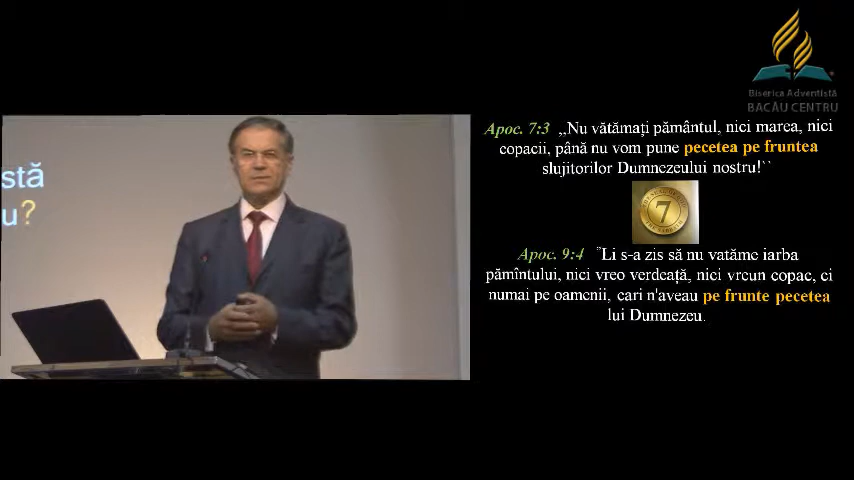 Biserica Adventistă
BACĂU CENTRU
stă
u?
Apoc. 7:3 ,,Nu vătămați pământul, nici marea, nici
copacii, până nu vom pune pecetea pe fruntea
slujitorilor Dumnezeului nostru!``
7
Apoc. 9:4 ”Li s-a zis să nu vatăme iarba
pămîntului, nici vreo verdeață, nici vreun copac, ci
numai pe oamenii, cari n'aveau pe frunte pecetea
lui Dumnezeu.